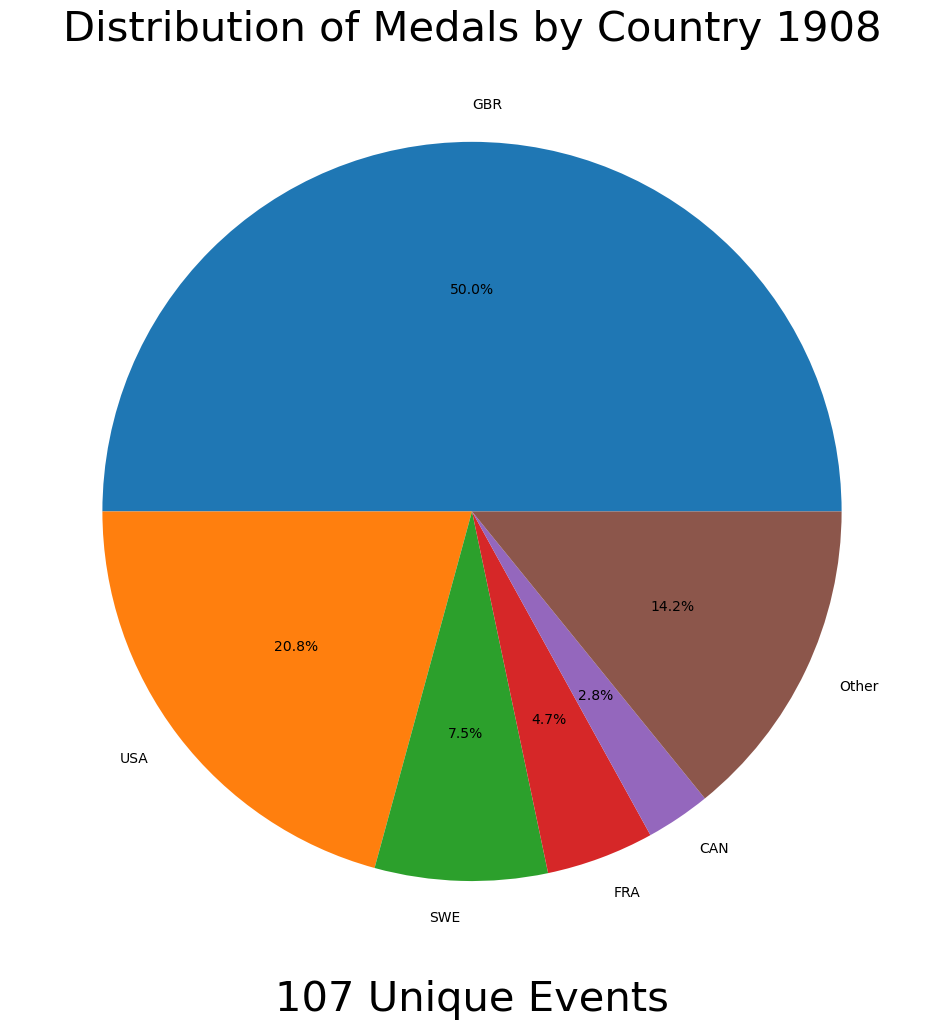 Distribution of Medals by Country 1908
GBR
50.0%
14.2%
20.8%
Other
2.8%
4.7%
7.5%
USA
CAN
FRA
SWE
107 Unique Events